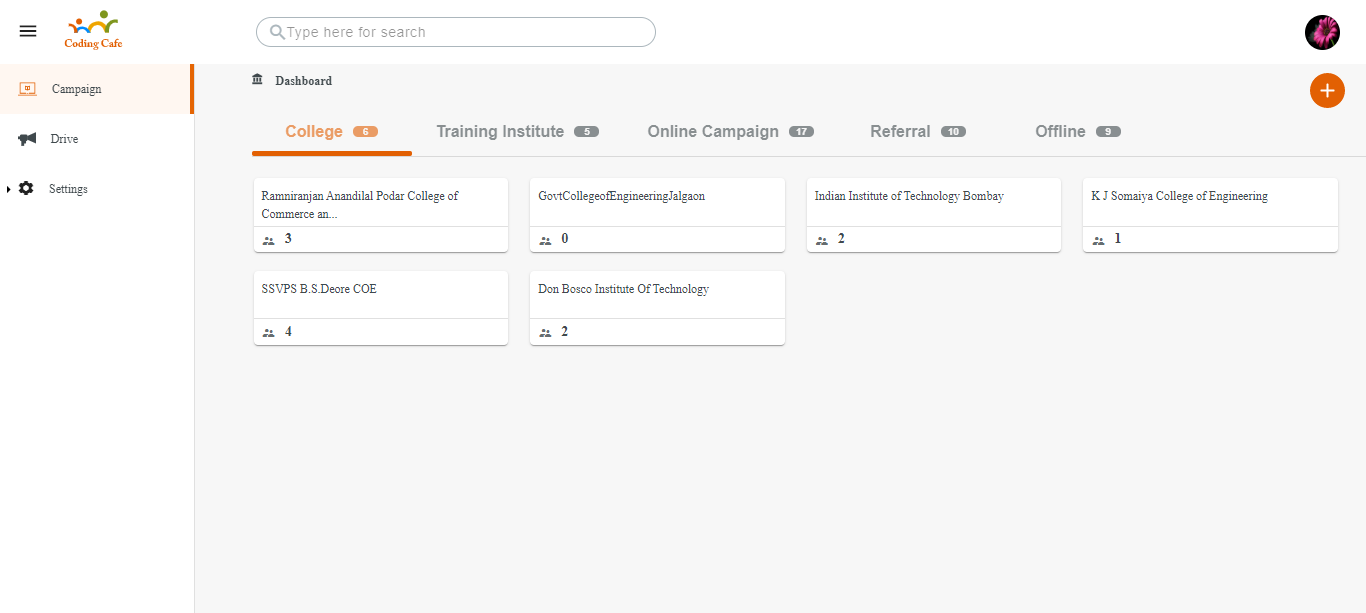 Coding Cafe
Type here for search
Campaign
Drive
Settings
Dashboard
College 6
Training Institute 5
Online Campaign 17
Referral 10
Offline 9
Ramniranjan Anandilal Podar College of
Commerce an...
3
GovtCollegeofEngineeringJalgaon
0
Indian Institute of Technology Bombay
2
K J Somaiya College of Engineering
1
SSVPS B.S.Deore COE
4
Don Bosco Institute Of Technology
2